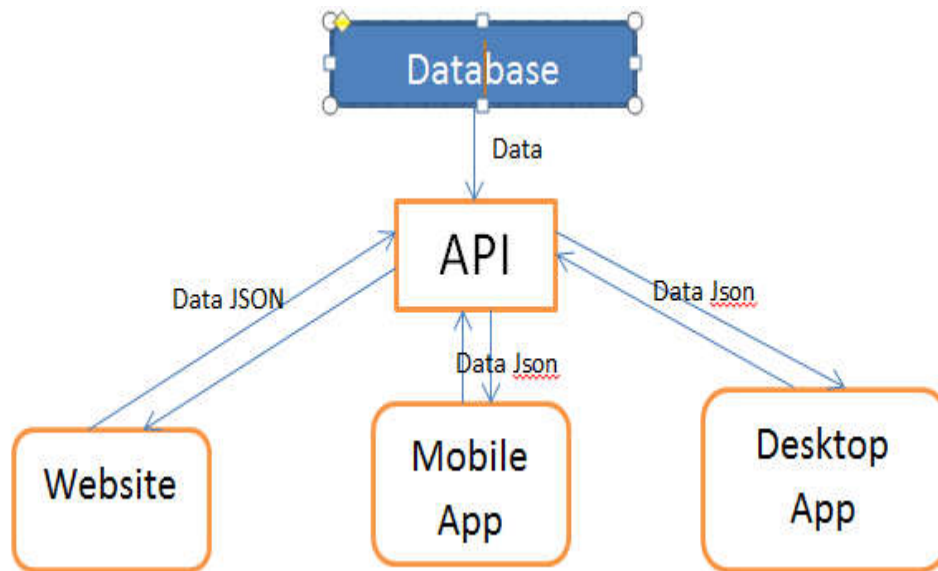 Database
Data
API
Data JSON
Data Json
Data Json
Website
Mobile
App
Desktop
App